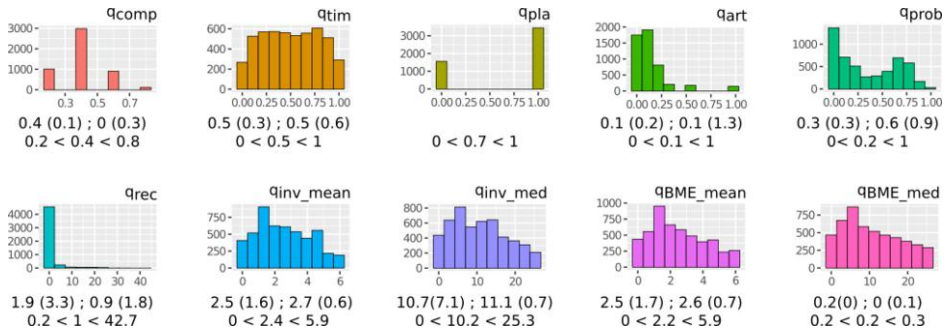 qcomp qtim qpla qart qprob
3000 600 3000 1500 1000
2000 400 2000 1000 500
1000 200 1000 500 0
0 0 0 0
0.3 0.5 0.7 0.00 0.25 0.50 0.75 1.00 0.00 0.25 0.50 0.75 1.00 0.00 0.25 0.50 0.75 1.00 0.00 0.25 0.50 0.75 1.00
0.4 (0.1) ; 0 (0.3) 0.5 (0.3) ; 0.5 (0.6) 0.1 (0.2) ; 0.1 (1.3) 0.3 (0.3) ; 0.6 (0.9)
0.2 < 0.4 < 0.8 0 < 0.5 < 1 0 < 0.7 < 1 0< 0.1 < 1 0< 0.2 < 1
qrec qinv_mean qinv_med qBME_mean qBME_med
4000 750 800 1000 750
3000 500 600 750 500
2000 250 400 500 250
1000 0 200 250 0
0 0 0
0 10 20 30 40 0 2 4 6 0 10 20 0 2 4 6 0 10 20
1.9 (3.3) ; 0.9 (1.8) 2.5 (1.6) ; 2.7 (0.6) 10.7(7.1) ; 11.1 (0.7) 2.5 (1.7) ; 2.6 (0.7) 0.2(0) ; 0 (0.1)
0.2 < 1 < 42.7 0 < 2.4 < 5.9 0 < 10.2 < 25.3 0 < 2.2 < 5.9 0.2 < 0.2 < 0.3